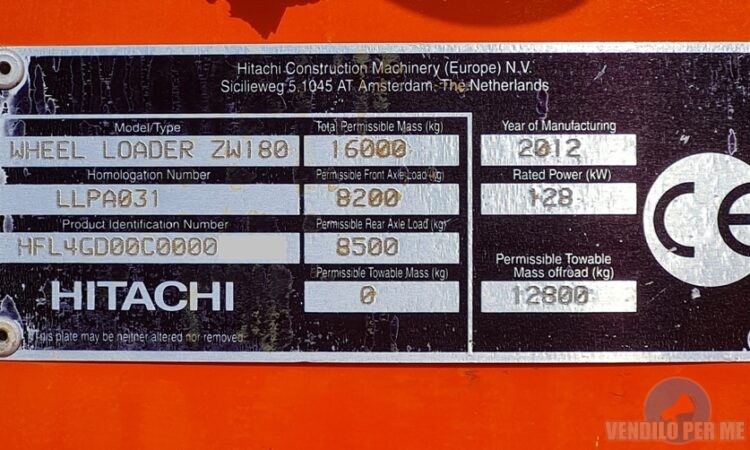 Hitachi Construction Machinery (Europe) N.V.
Sicilieweg 5,1045 AT Amsterdam, The Netherlands
Model/Type
WHEEL LOADER ZW180
Total Permissible Mass (kg)
16000
Year of Manufacturing
2012
Homologation Number
LLPA031
Permissible Front Axle Load (kg)
8200
Rated Power (kW)
128
Product Identification Number
HFL4GD00C0000
Permissible Rear Axle Load (kg)
8500
Permissible Towable Mass (kg)
0
Permissible Towable
Mass offroad (kg)
12800
HITACHI
This plate may be neither altered nor removed
CE
VENDILO PER ME